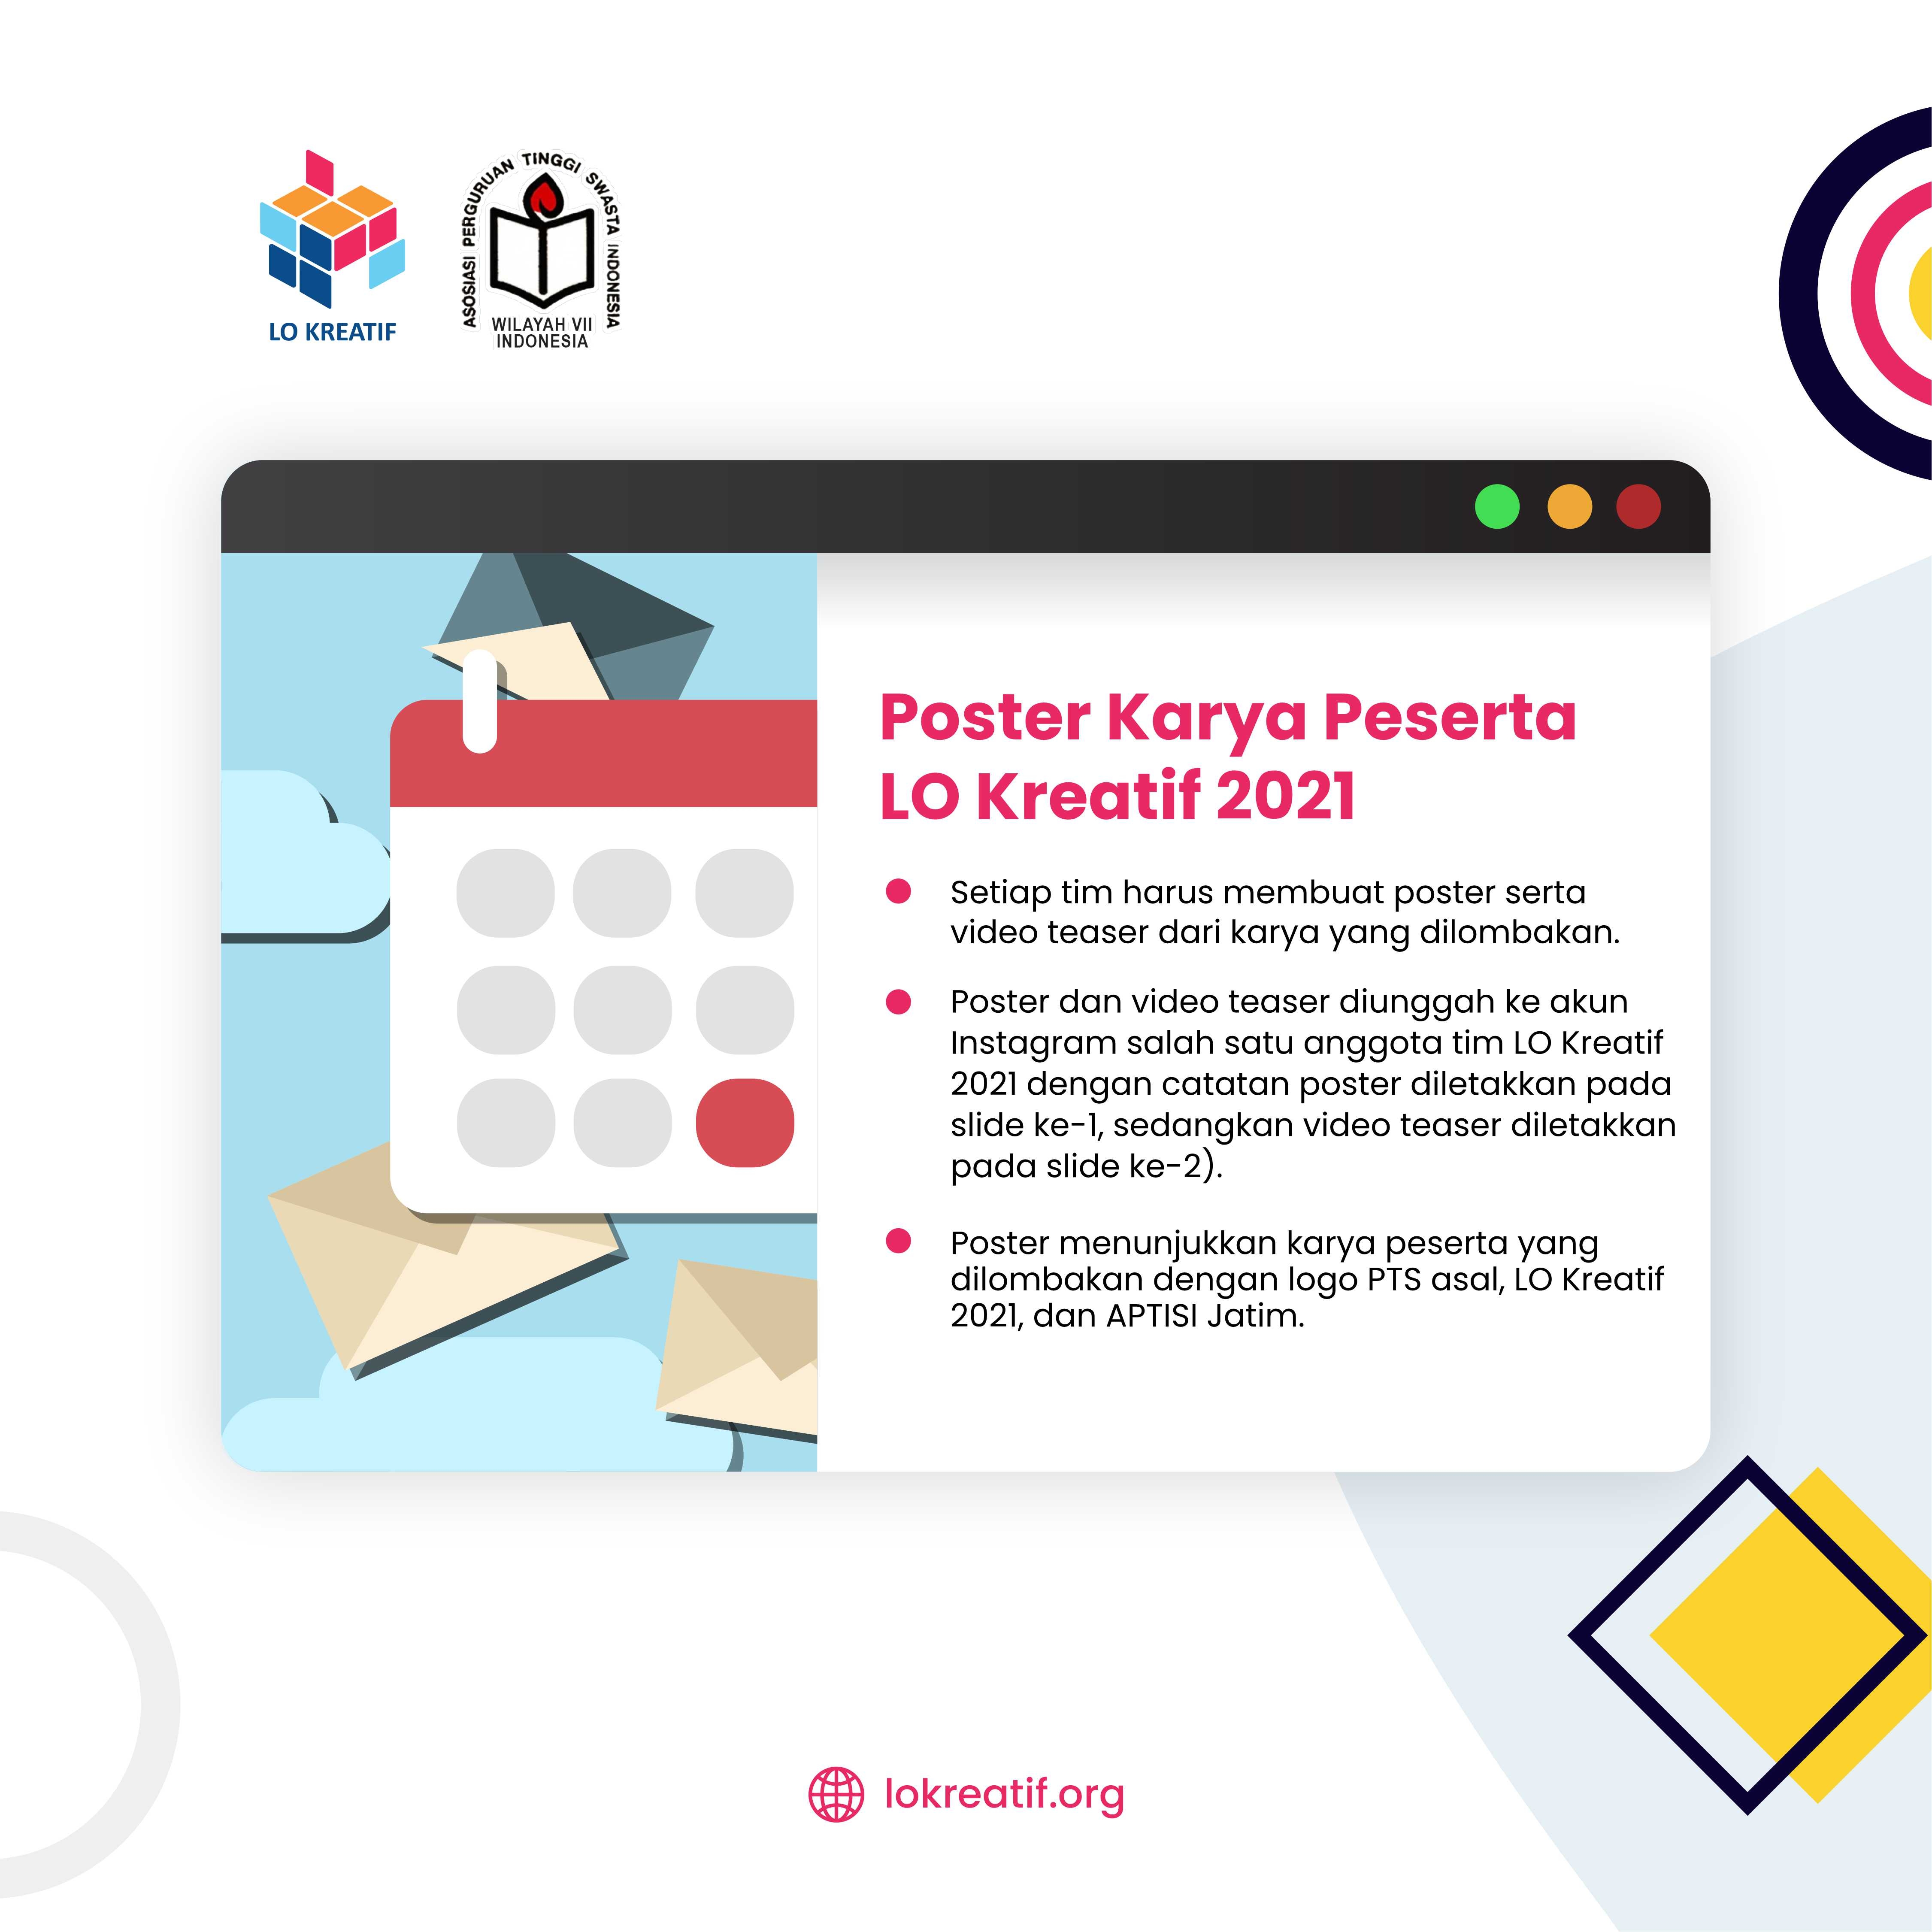 LO KREATIF
ASOSIASI PERGURUAN TINGGI SWASTA INDONESIA
WILAYAH VII
INDONESIA
Poster Karya Peserta
LO Kreatif 2021
Setiap tim harus membuat poster serta
video teaser dari karya yang dilombakan.
Poster dan video teaser diunggah ke akun
Instagram salah satu anggota tim LO Kreatif
2021 dengan catatan poster diletakkan pada
slide ke-1, sedangkan video teaser diletakkan
pada slide ke-2).
Poster menunjukkan karya peserta yang
dilombakan dengan logo PTS asal, LO Kreatif
2021, dan APTISI Jatim.
lokreatif.org